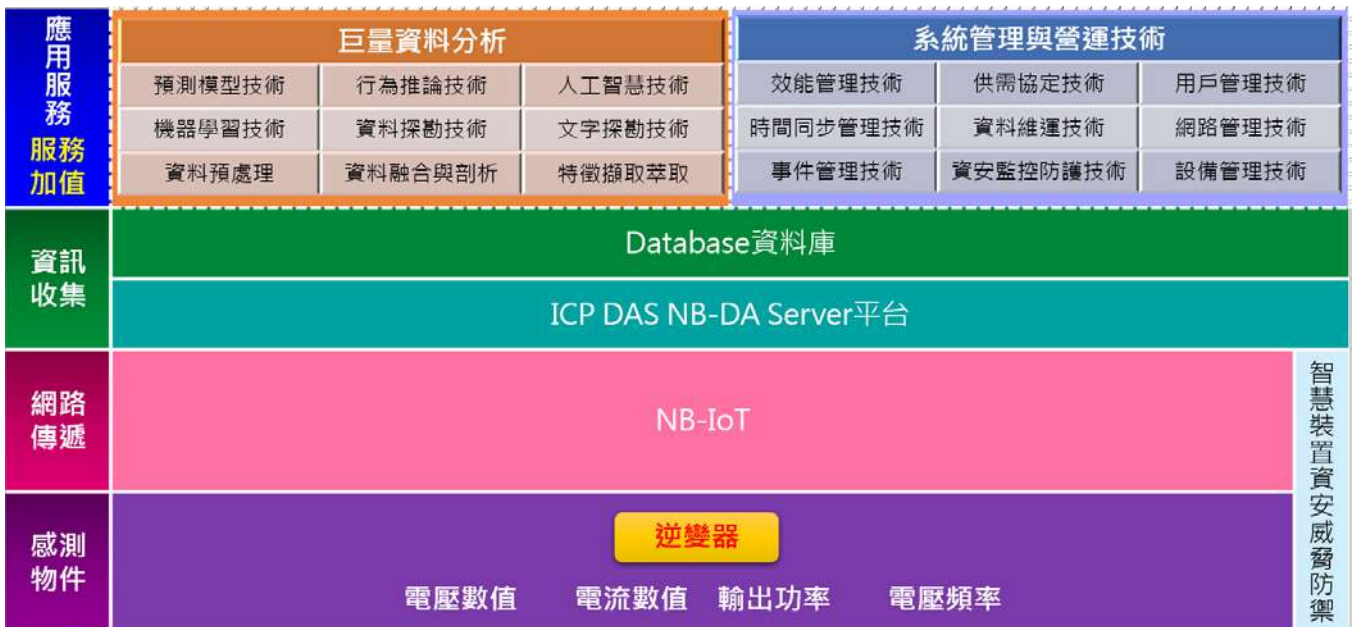 應用服務
服務
加值
巨量資料分析
預測模型技術 行為推論技術 人工智慧技術
機器學習技術 資料探勘技術 文字探勘技術
資料預處理 資料融合與剖析 特徵擷取萃取
系統管理與營運技術
效能管理技術 供需協定技術 用戶管理技術
時間同步管理技術 資料維運技術 網路管理技術
事件管理技術 資安監控防護技術 設備管理技術
資訊
收集
Database資料庫
ICP DAS NB-DA Server平台
網路
傳遞
NB-IoT
感測
物件
逆變器
電壓數值 電流數值 輸出功率 電壓頻率
智慧裝置資安威脅防禦